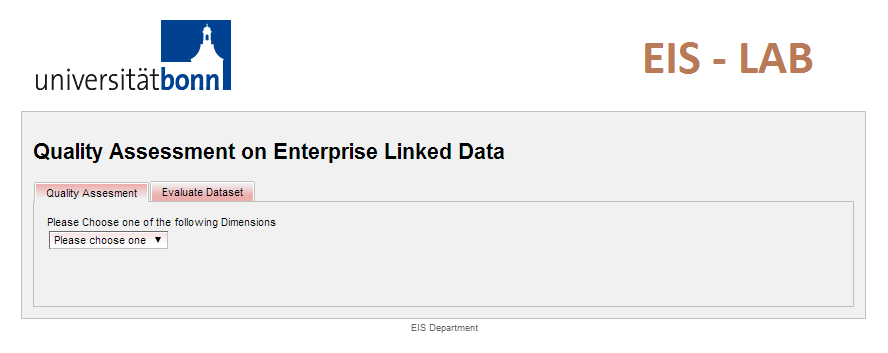 universitätbonn
EIS - LAB
Quality Assessment on Enterprise Linked Data
Quality Assesment
Evaluate Dataset
Please Choose one of the following Dimensions
Please choose one ▼
EIS Department